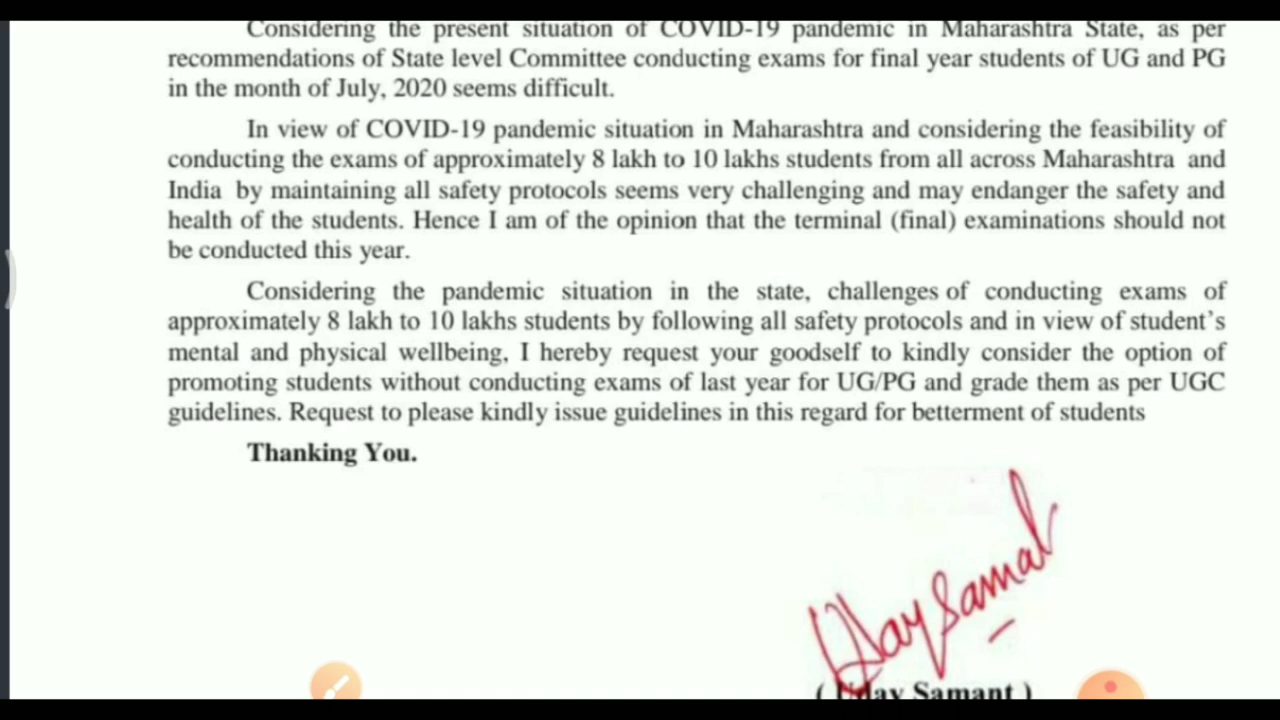 Considering the present situation of COVID-19 pandemic in Maharashtra State, as per
recommendations of State level Committee conducting exams for final year students of UG and PG
in the month of July, 2020 seems difficult.
In view of COVID-19 pandemic situation in Maharashtra and considering the feasibility of
conducting the exams of approximately 8 lakh to 10 lakhs students from all across Maharashtra and
India by maintaining all safety protocols seems very challenging and may endanger the safety and
health of the students. Hence I am of the opinion that the terminal (final) examinations should not
be conducted this year.
Considering the pandemic situation in the state, challenges of conducting exams of
approximately 8 lakh to 10 lakhs students by following all safety protocols and in view of student's
mental and physical wellbeing, I hereby request your goodself to kindly consider the option of
promoting students without conducting exams of last year for UG/PG and grade them as per UGC
guidelines. Request to please kindly issue guidelines in this regard for betterment of students
Thanking You.
Uday Samant
( Uday Samant )